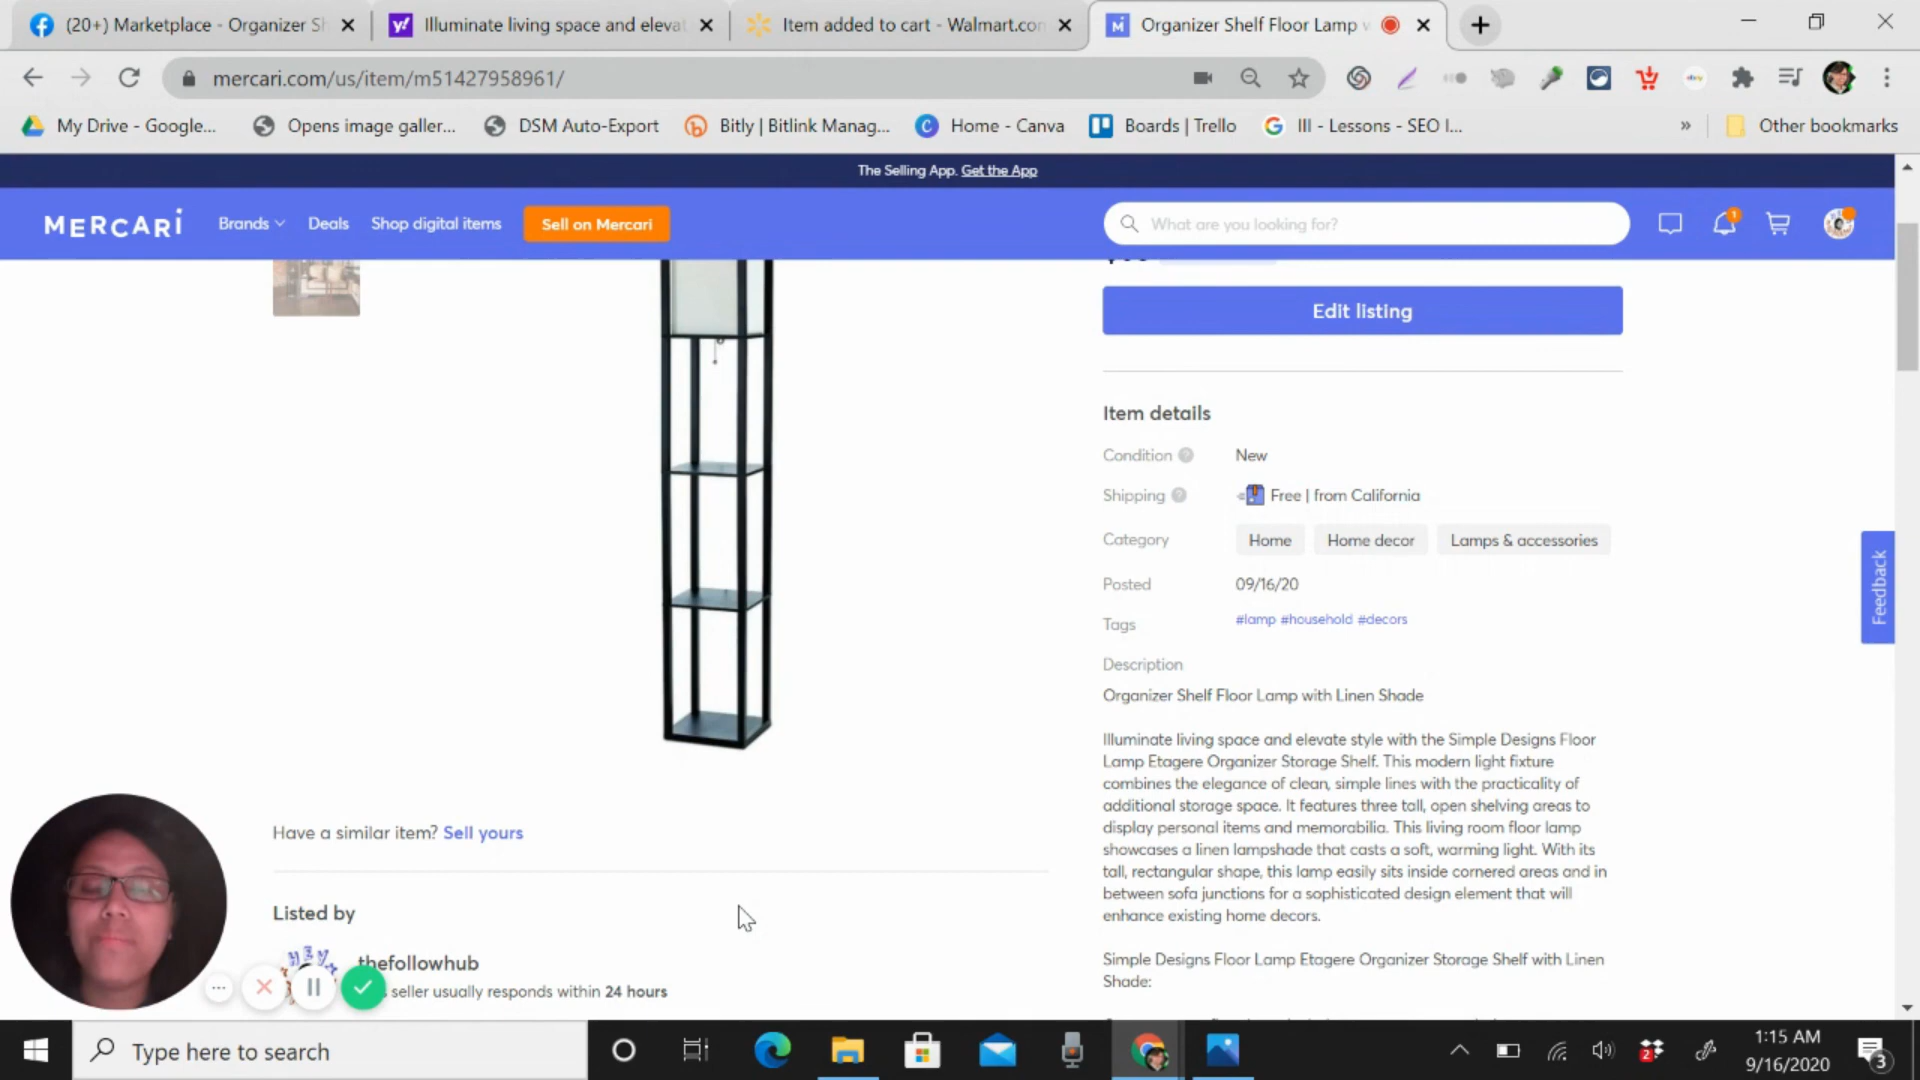 (20+) Marketplace - Organizer Sh
Illuminate living space and elevat
Item added to cart - Walmart.com
Organizer Shelf Floor Lamp w
mercari.com/us/item/m51427958961/
My Drive - Google...
Opens image galler...
DSM Auto-Export
Bitly | Bitlink Manag...
Home - Canva
Boards | Trello
III - Lessons - SEO I...
»
Other bookmarks
The Selling App. Get the App
MERCARI
Brands
Deals
Shop digital items
Sell on Mercari
What are you looking for?
1
Edit listing
Item details
Condition ? New
Shipping ? Free | from California
Category Home Home decor Lamps & accessories
Posted 09/16/20
Tags #lamp #household #decors
Description
Organizer Shelf Floor Lamp with Linen Shade
Illuminate living space and elevate style with the Simple Designs Floor
Lamp Etagere Organizer Storage Shelf. This modern light fixture
combines the elegance of clean, simple lines with the practicality of
additional storage space. It features three tall, open shelving areas to
display personal items and memorabilia. This living room floor lamp
showcases a linen lampshade that casts a soft, warming light. With its
tall, rectangular shape, this lamp easily sits inside cornered areas and in
between sofa junctions for a sophisticated design element that will
enhance existing home decors.
Simple Designs Floor Lamp Etagere Organizer Storage Shelf with Linen
Shade:
Feedback
Have a similar item? Sell yours
Listed by
thefollowhub
seller usually responds within 24 hours
Type here to search
2
1:15 AM
9/16/2020
3